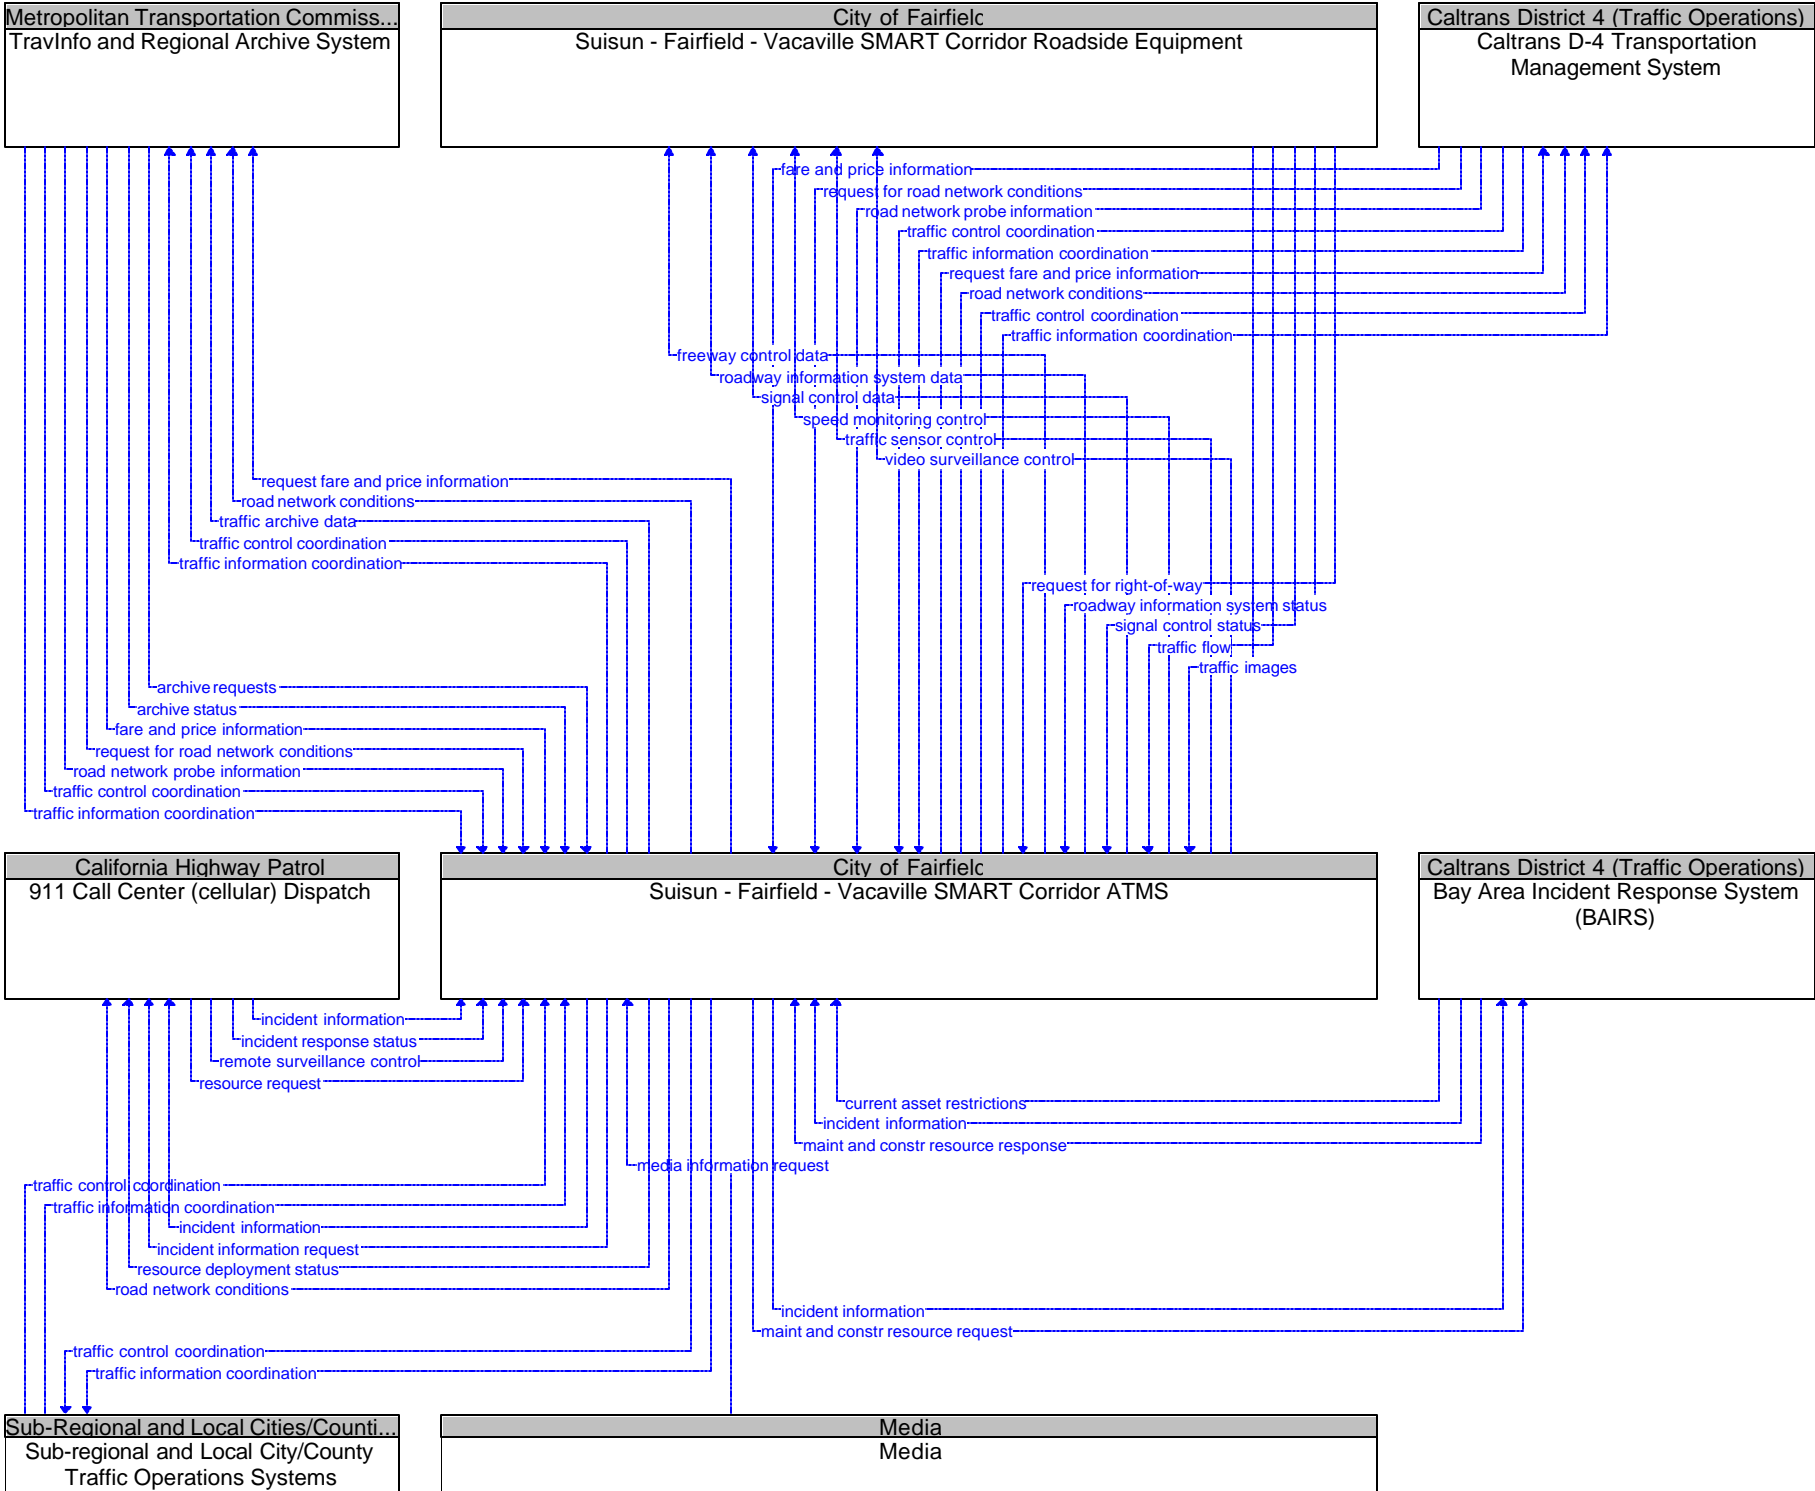 Metropolitan Transportation Commiss...
TravInfo and Regional Archive System
City of Fairfield
Suisun - Fairfield - Vacaville SMART Corridor Roadside Equipment
Caltrans District 4 (Traffic Operations)
Caltrans D-4 Transportation
Management System
fare and price information
request for road network conditions
road network probe information
traffic control coordination
traffic information coordination
request fare and price information
road network conditions
traffic control coordination
traffic information coordination
freeway control data
roadway information system data
signal control data
speed monitoring control
traffic sensor control
video surveillance control
request fare and price information
road network conditions
traffic archive data
traffic control coordination
traffic information coordination
request for right-of-way
roadway information system status
signal control status
traffic flow
traffic images
archive requests
archive status
fare and price information
request for road network conditions
road network probe information
traffic control coordination
traffic information coordination
California Highway Patrol
911 Call Center (cellular) Dispatch
City of Fairfield
Suisun - Fairfield - Vacaville SMART Corridor ATMS
Caltrans District 4 (Traffic Operations)
Bay Area Incident Response System
(BAIRS)
incident information
incident response status
remote surveillance control
resource request
current asset restrictions
incident information
maint and constr resource response
media information request
traffic control coordination
traffic information coordination
incident information
incident information request
resource deployment status
road network conditions
incident information
maint and constr resource request
traffic control coordination
traffic information coordination
Sub-Regional and Local Cities/Counti...
Sub-regional and Local City/County
Traffic Operations Systems
Media
Media